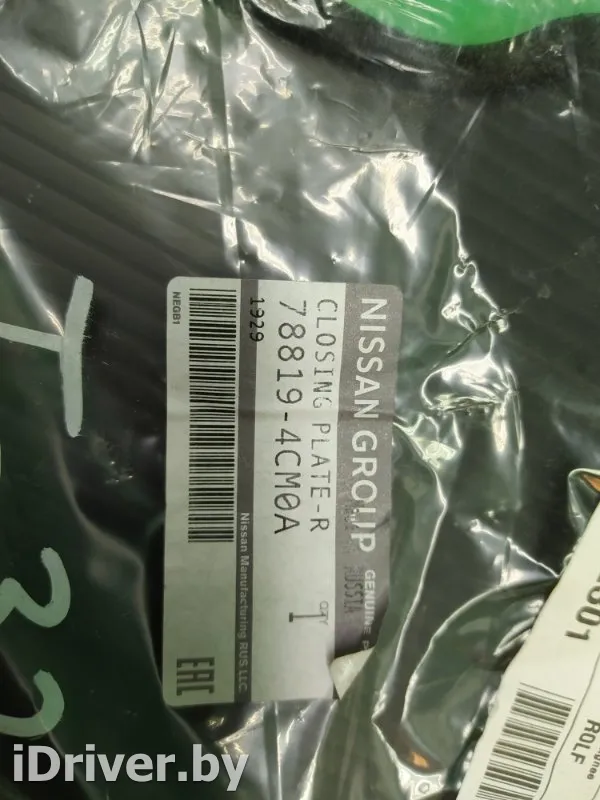 NISSAN GROUP
GENUINE
RUSSIA
CLOSING PLATE-R
QTY
78819-4CM0A
1
1929
Nissan Manufacturing RUS LLC.
NEGB1
EAC
T
601
ROLF
iDriver.by